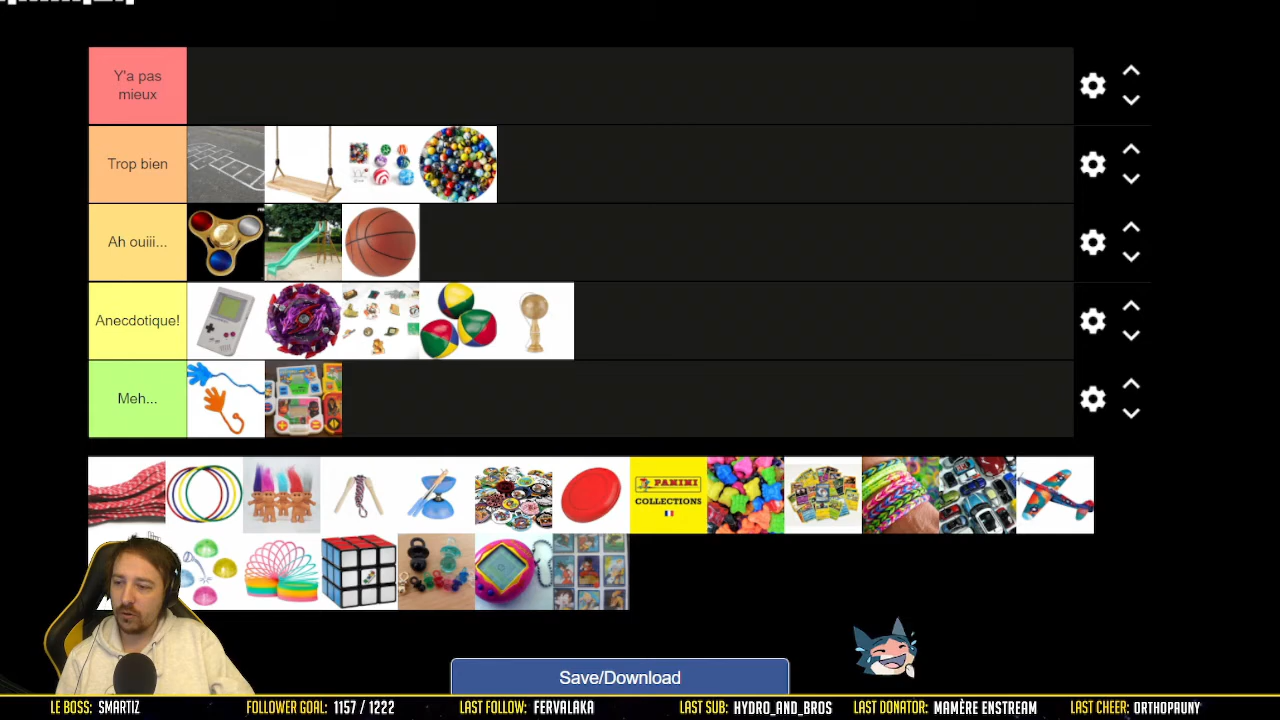 Y'a pas
mieux
Trop bien
Ah ouiii...
Anecdotique!
Meh...
PANINI
COLLECTIONS
Save/Download
LE BOSS: SMARTIZ
FOLLOWER GOAL: 1157 / 1222
LAST FOLLOW: FERVALAKA
LAST SUB: HYDRO_AND_BROS
LAST DONATOR: MAMÈRE ENSTREAM
LAST CHEER: ORTHOPAUNY